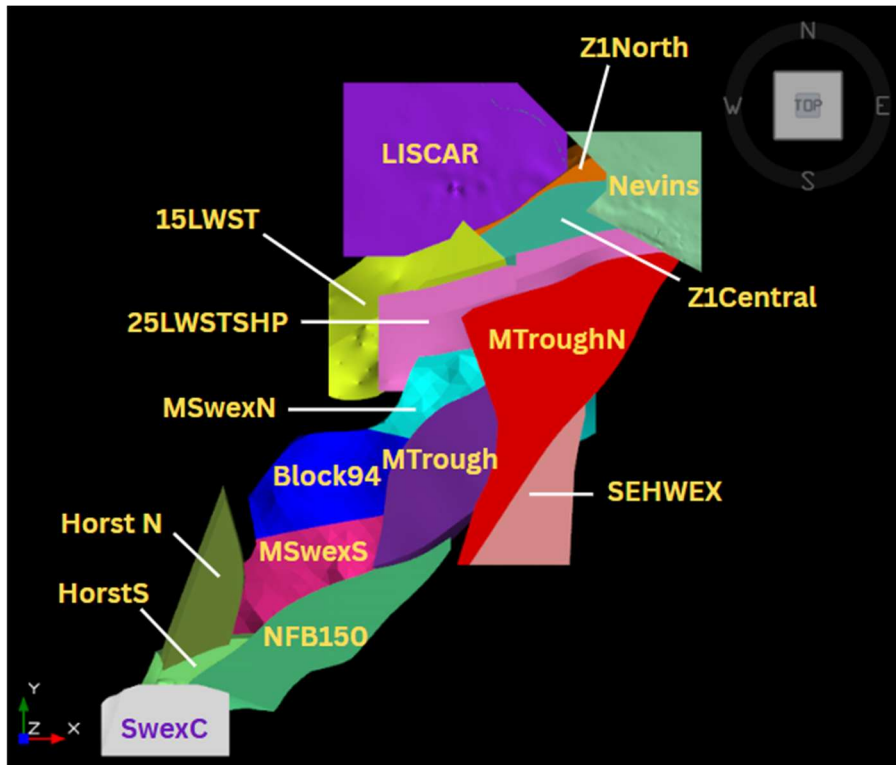 Z1North
N
W
TOP
E
S
LISCAR
Nevins
15LWST
Z1Central
25LWSTSHP
MTroughN
MSwexN
Block94
MTrough
SEHWEX
Horst N
MSwexS
HorstS
NFB150
Y
Z
X
SwexC